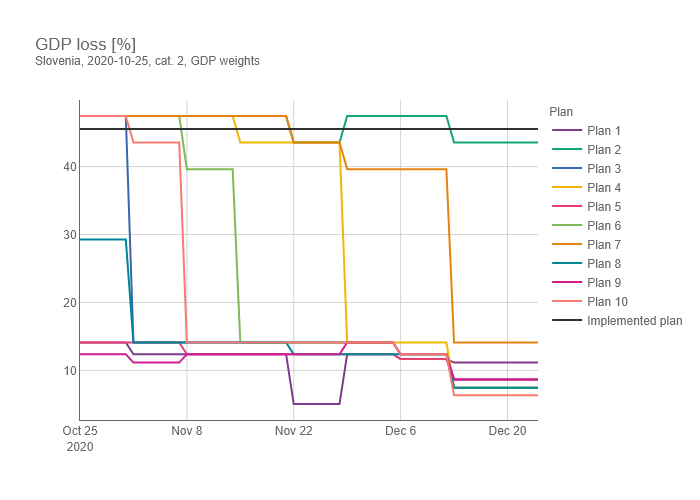 GDP loss [%]
Slovenia, 2020-10-25, cat. 2, GDP weights
Plan
Plan 1
Plan 2
Plan 3
Plan 4
Plan 5
Plan 6
Plan 7
Plan 8
Plan 9
Plan 10
Implemented plan
40
30
20
10
Oct 25 Nov 8 Nov 22 Dec 6 Dec 20
2020